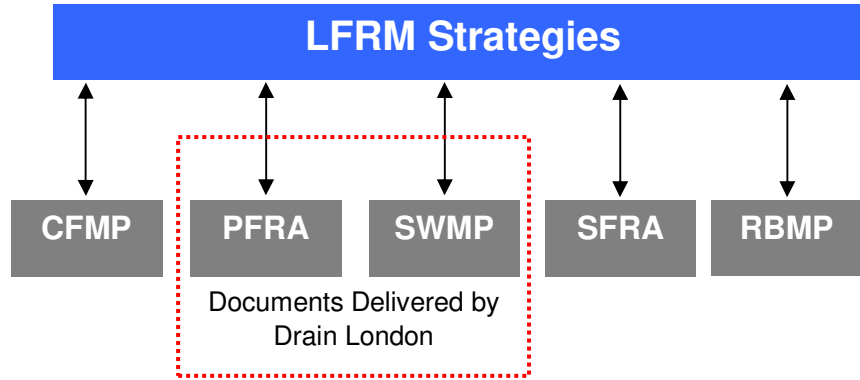 LFRM Strategies
CFMP
PFRA
SWMP
SFRA
RBMP
Documents Delivered by
Drain London